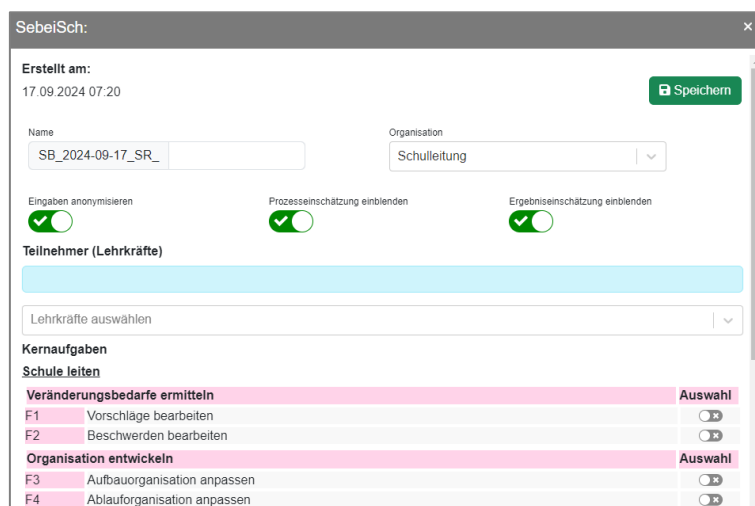 SebeiSch:
Erstellt am:
17.09.2024 07:20
Speichern
Name
Organisation
SB_2024-09-17_SR_
Schulleitung
Eingaben anonymisieren
Prozesseinschätzung einblenden
Ergebniseinschätzung einblenden
Teilnehmer (Lehrkräfte)
Lehrkräfte auswählen
Kernaufgaben
Schule leiten
Veränderungsbedarfe ermitteln Auswahl
F1 Vorschläge bearbeiten
F2 Beschwerden bearbeiten
Organisation entwickeln Auswahl
F3 Aufbauorganisation anpassen
F4 Ablauforganisation anpassen